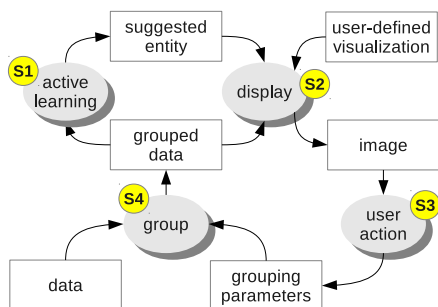 suggested
entity
user-defined
visualization
S1
active
learning
display
S2
grouped
data
image
S4
group
S3
user
action
data
grouping
parameters